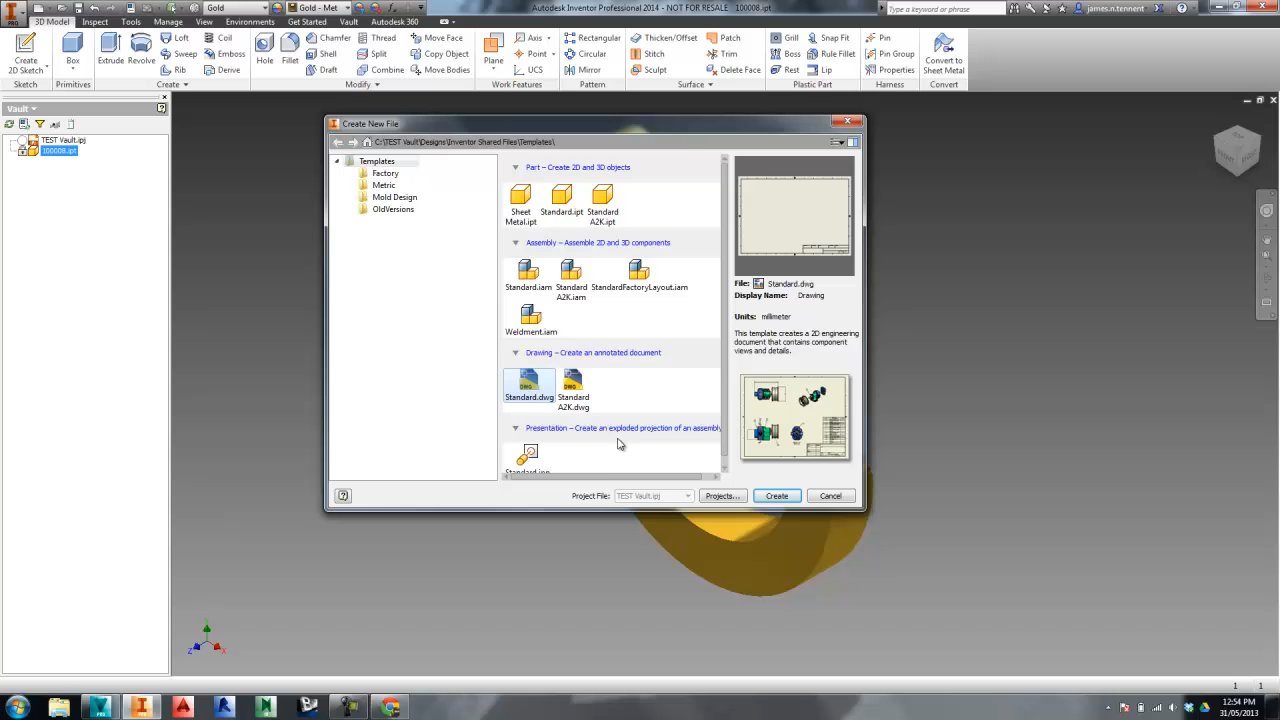 Gold
Gold - Met
Autodesk Inventor Professional 2014 - NOT FOR RESALE   100008.ipt
Type a keyword or phrase
james.n.tennent
PRO
3D Model   Inspect   Tools   Manage   View   Environments   Get Started   Vault   Autodesk 360
Create 2D Sketch
Box
Extrude
Revolve
Loft
Sweep
Rib
Coil
Emboss
Derive
Hole
Fillet
Chamfer
Shell
Draft
Thread
Split
Combine
Move Face
Copy Object
Move Bodies
Plane
Axis
Point
UCS
Rectangular
Circular
Mirror
Thicken/Offset
Stitch
Sculpt
Patch
Trim
Delete Face
Grill
Boss
Rest
Snap Fit
Rule Fillet
Lip
Pin
Pin Group
Properties
Convert to Sheet Metal
Sketch   Primitives   Create   Modify   Work Features   Pattern   Surface   Plastic Part   Harness   Convert
Vault
TEST Vault.ipj
100008.ipt
Create New File
C:\TEST Vault\Designs\Inventor Shared Files\Templates\
Templates
Factory
Metric
Mold Design
OldVersions
Part – Create 2D and 3D objects
Sheet Metal.ipt
Standard.ipt
Standard A2K.ipt
Assembly – Assemble 2D and 3D components
Standard.iam
Standard A2K.iam
StandardFactoryLayout.iam
Weldment.iam
Drawing – Create an annotated document
DWG
DWG
Standard.dwg
Standard A2K.dwg
Presentation – Create an exploded projection of an assembly
Standard.ipn
File: Standard.dwg
Display Name: Drawing
Units: millimeter
This template creates a 2D engineering
document that contains component
views and details.
Project File: TEST Vault.ipj
Projects...
Create
Cancel
Z
Y
X
1   1
12:54 PM
31/05/2013